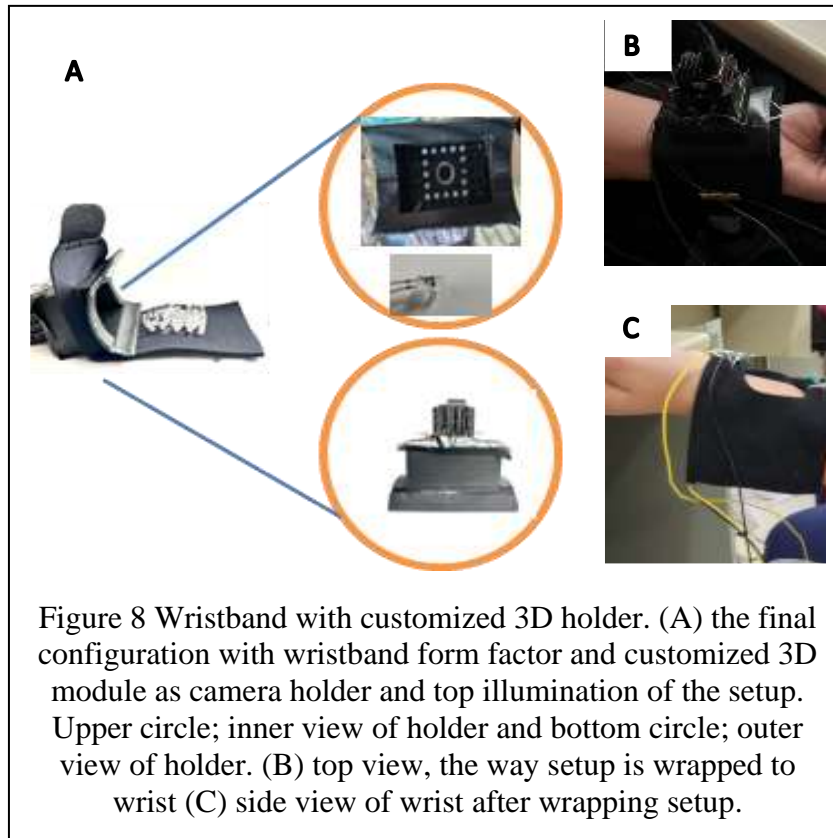 A
B
C
Figure 8 Wristband with customized 3D holder. (A) the final
configuration with wristband form factor and customized 3D
module as camera holder and top illumination of the setup.
Upper circle; inner view of holder and bottom circle; outer
view of holder. (B) top view, the way setup is wrapped to
wrist (C) side view of wrist after wrapping setup.